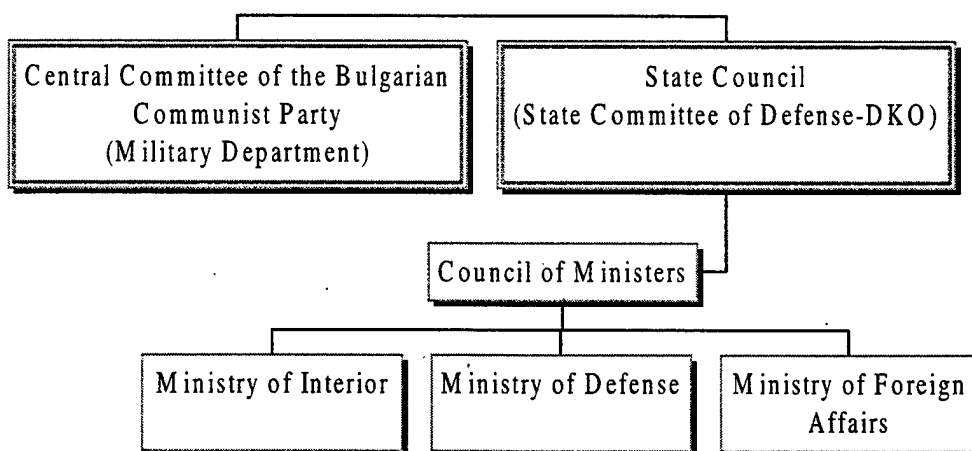 Central Committee of the Bulgarian
Communist Party
(Military Department)
State Council
(State Committee of Defense-DKO)
Council of Ministers
Ministry of Interior
Ministry of Defense
Ministry of Foreign
Affairs